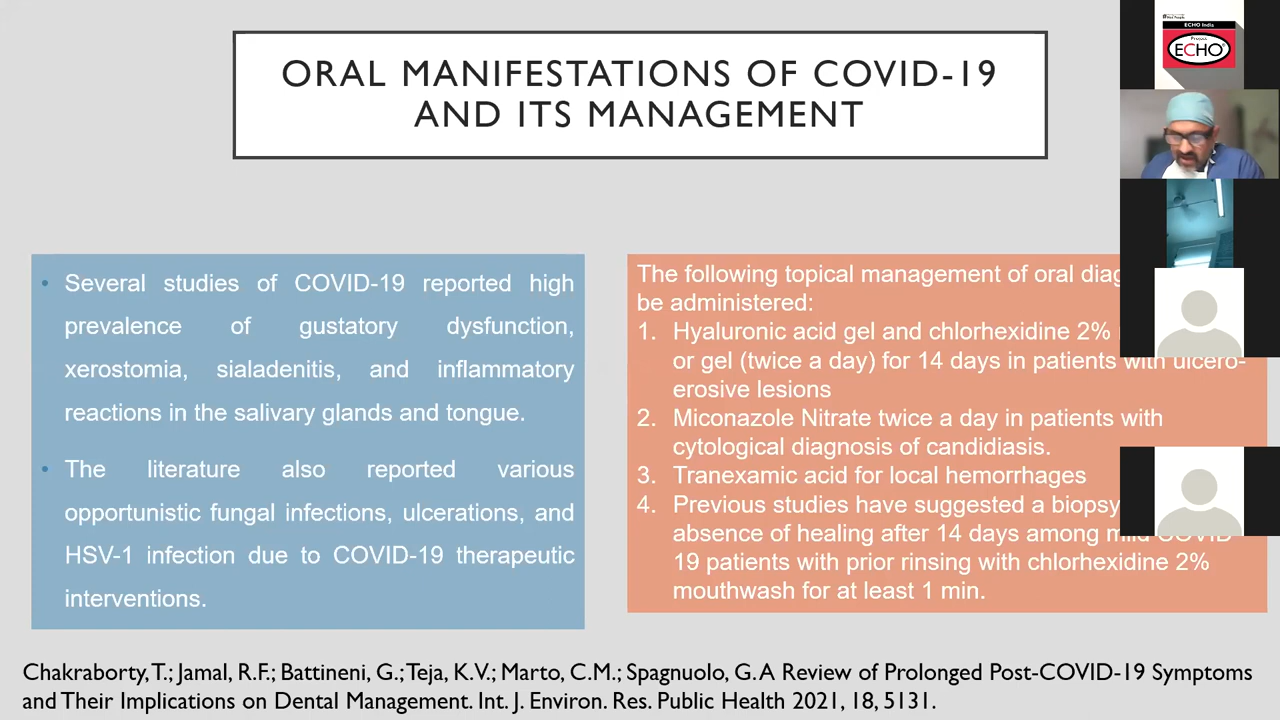 ORAL MANIFESTATIONS OF COVID-19
AND ITS MANAGEMENT
• Several studies of COVID-19 reported high
prevalence of gustatory dysfunction,
xerostomia, sialadenitis, and inflammatory
reactions in the salivary glands and tongue.
• The literature also reported various
opportunistic fungal infections, ulcerations, and
HSV-1 infection due to COVID-19 therapeutic
interventions.
The following topical management of oral
be administered:
1. Hyaluronic acid gel and chlorhexidine 2%
or gel (twice a day) for 14 days in patients with ulcero-
erosive lesions
2. Miconazole Nitrate twice a day in patients with
cytological diagnosis of candidiasis.
3. Tranexamic acid for local hemorrhages
4. Previous studies have suggested a biopsy
absence of healing after 14 days among mild COVID-
19 patients with prior rinsing with chlorhexidine 2%
mouthwash for at least 1 min.
Chakraborty, T.; Jamal, R.F.; Battineni, G.; Teja, K.V.; Marto, C.M.; Spagnuolo, G. A Review of Prolonged Post-COVID-19 Symptoms
and Their Implications on Dental Management. Int. J. Environ. Res. Public Health 2021, 18, 5131.
ECHO India
ECHO